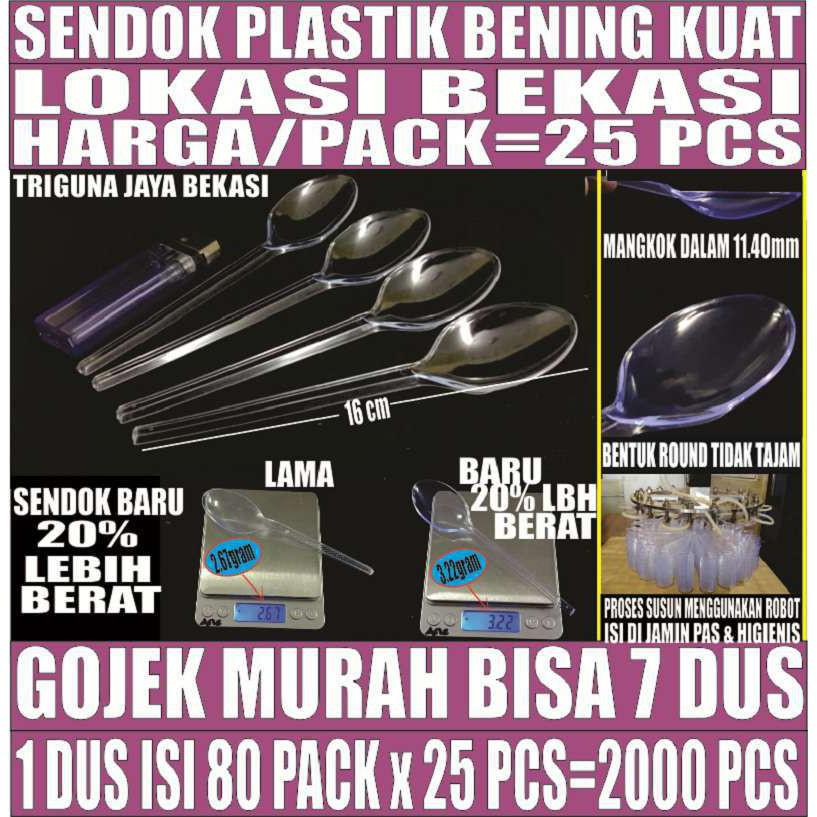 SENDOK PLASTIK BENING KUAT
LOKASI BEKASI
HARGA/PACK=25 PCS
TRIGUNA JAYA BEKASI
16 cm
MANGKOK DALAM 11.40mm
BENTUK ROUND TIDAK TAJAM
SENDOK BARU
20%
LEBIH
BERAT
LAMA
2.67gram
2.67
BARU
20% LBH
BERAT
3.22gram
3.22
PROSES SUSUN MENGGUNAKAN ROBOT
ISI DI JAMIN PAS & HIGIENIS
GOJEK MURAH BISA 7 DUS
1 DUS ISI 80 PACK x 25 PCS=2000 PCS